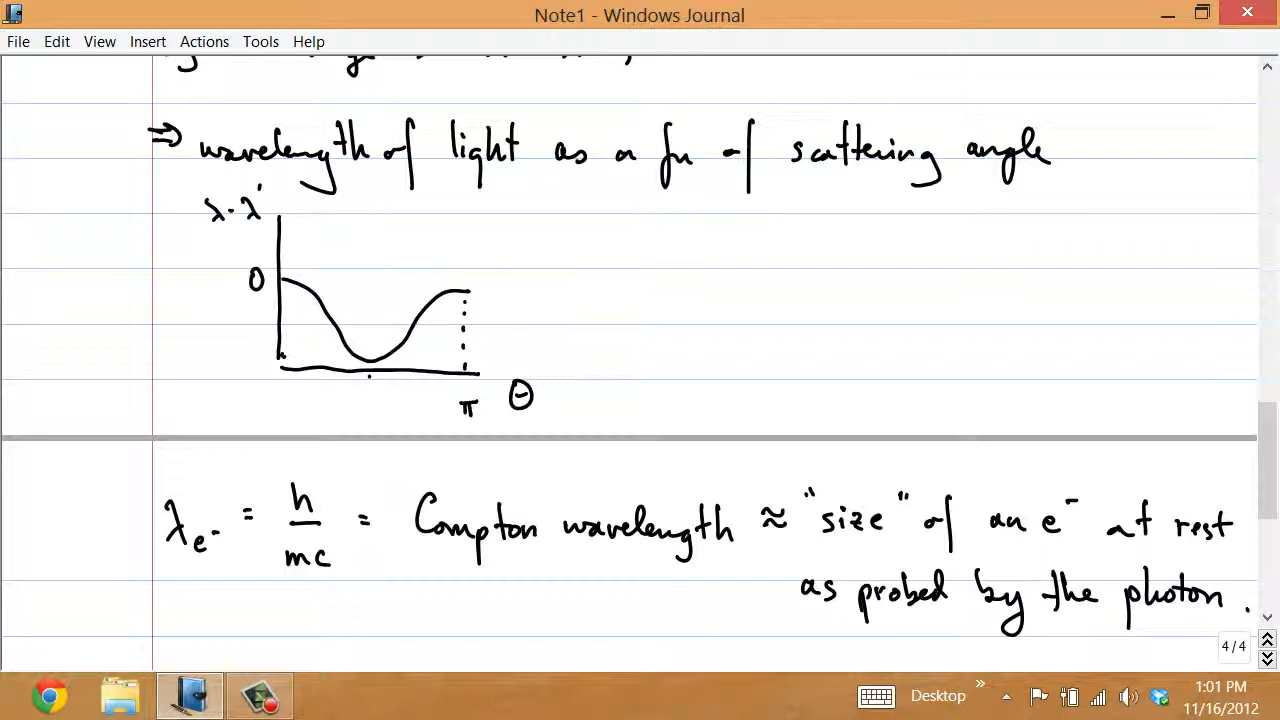 Note1 - Windows Journal
File Edit View Insert Actions Tools Help
⇒ wavelength of light as a fn of scattering angle
λ - λ'
0
π θ
λe- = h/mc = Compton wavelength ≈ "size" of an e- at rest
as probed by the photon.
4/4
Desktop
1:01 PM
11/16/2012